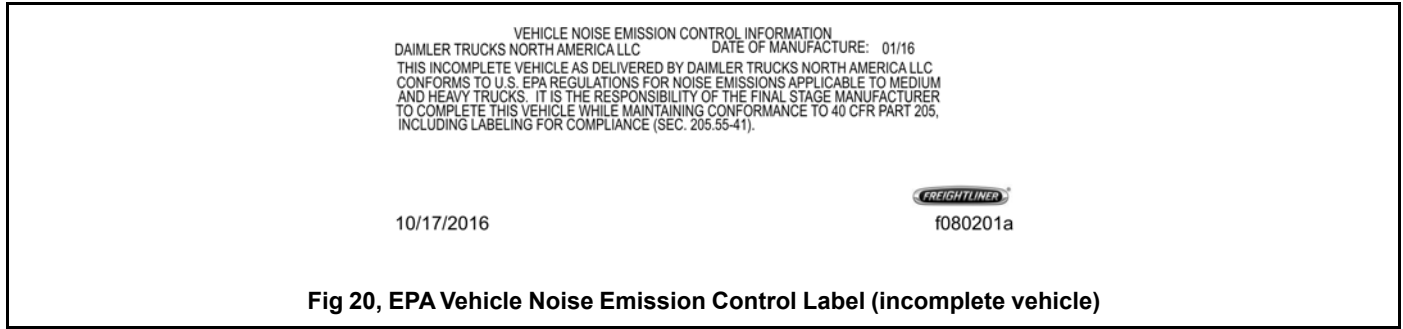 VEHICLE NOISE EMISSION CONTROL INFORMATION
DAIMLER TRUCKS NORTH AMERICA LLC DATE OF MANUFACTURE: 01/16
THIS INCOMPLETE VEHICLE AS DELIVERED BY DAIMLER TRUCKS NORTH AMERICA LLC
CONFORMS TO U.S. EPA REGULATIONS FOR NOISE EMISSIONS APPLICABLE TO MEDIUM
AND HEAVY TRUCKS. IT IS THE RESPONSIBILITY OF THE FINAL STAGE MANUFACTURER
TO COMPLETE THIS VEHICLE WHILE MAINTAINING CONFORMANCE TO 40 CFR PART 205,
INCLUDING LABELING FOR COMPLIANCE (SEC. 205.55-41).
FREIGHTLINER
10/17/2016 f080201a
Fig 20, EPA Vehicle Noise Emission Control Label (incomplete vehicle)